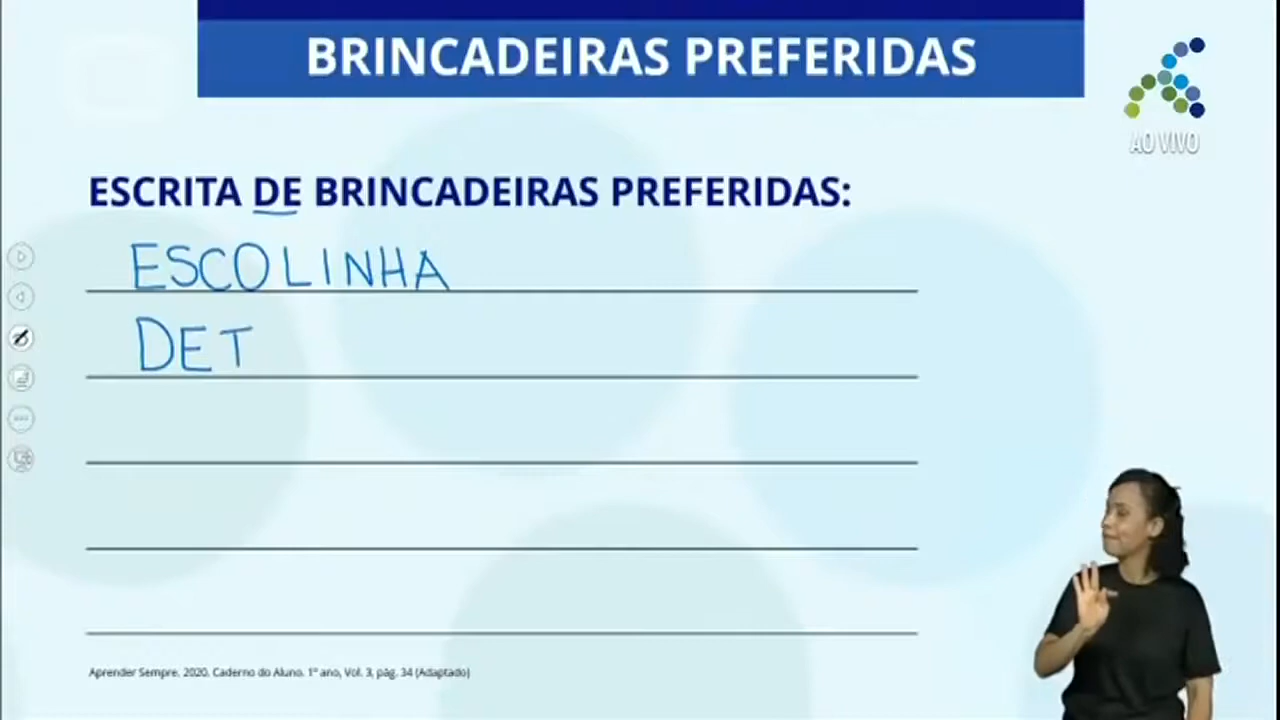 BRINCADEIRAS PREFERIDAS
AO VIVO
ESCRITA DE BRINCADEIRAS PREFERIDAS:
ESCOLINHA
DET
Aprender Sempre. 2020. Caderno do Aluno. 1º ano, Vol. 3, pág. 34 (Adaptado)